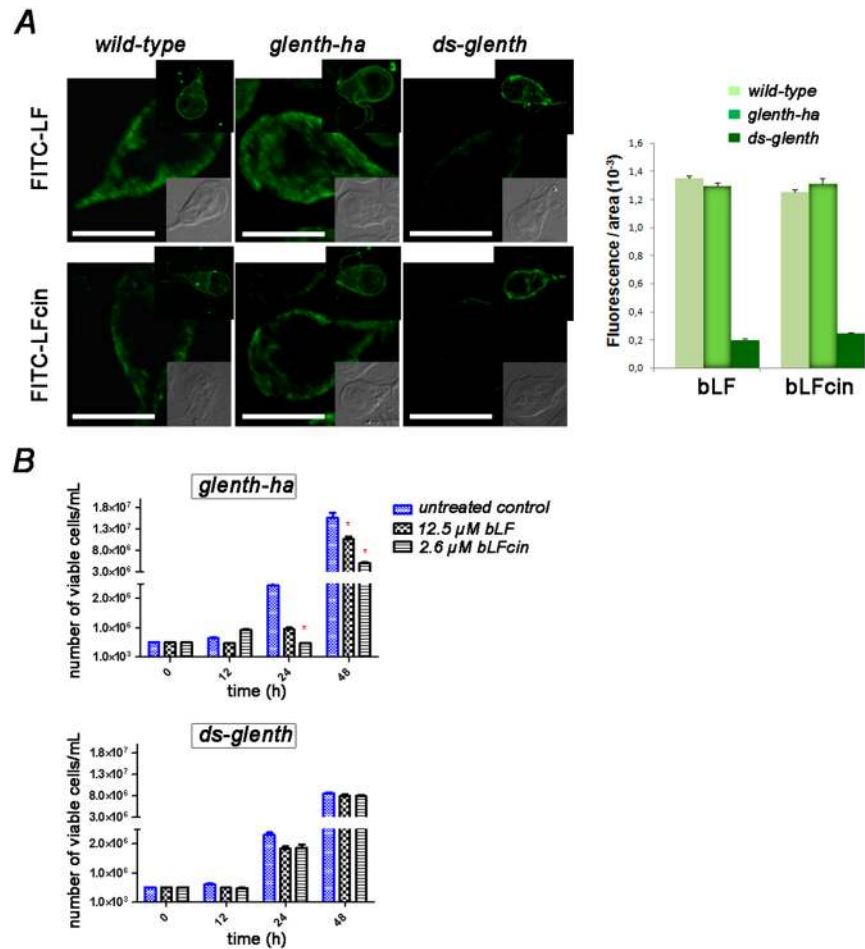 A
wild-type glenth-ha ds-glenth
FITC-LF
FITC-LFcin
wild-type
glenth-ha
ds-glenth
Fluorescence / area (10⁻³)
1,4
1,2
1,0
0,8
0,6
0,4
0,2
0,0
bLF bLFcin
B
glenth-ha
number of viable cells/mL
1.8×10⁷
1.3×10⁷
8.0×10⁶
3.0×10⁶
2.0×10⁶
1.0×10⁶
1.0×10³
* * *
0 12 24 48
time (h)
untreated control
12.5 µM bLF
2.6 µM bLFcin
ds-glenth
number of viable cells/mL
1.8×10⁷
1.3×10⁷
8.0×10⁶
3.0×10⁶
2.0×10⁶
1.0×10⁶
1.0×10³
0 12 24 48
time (h)